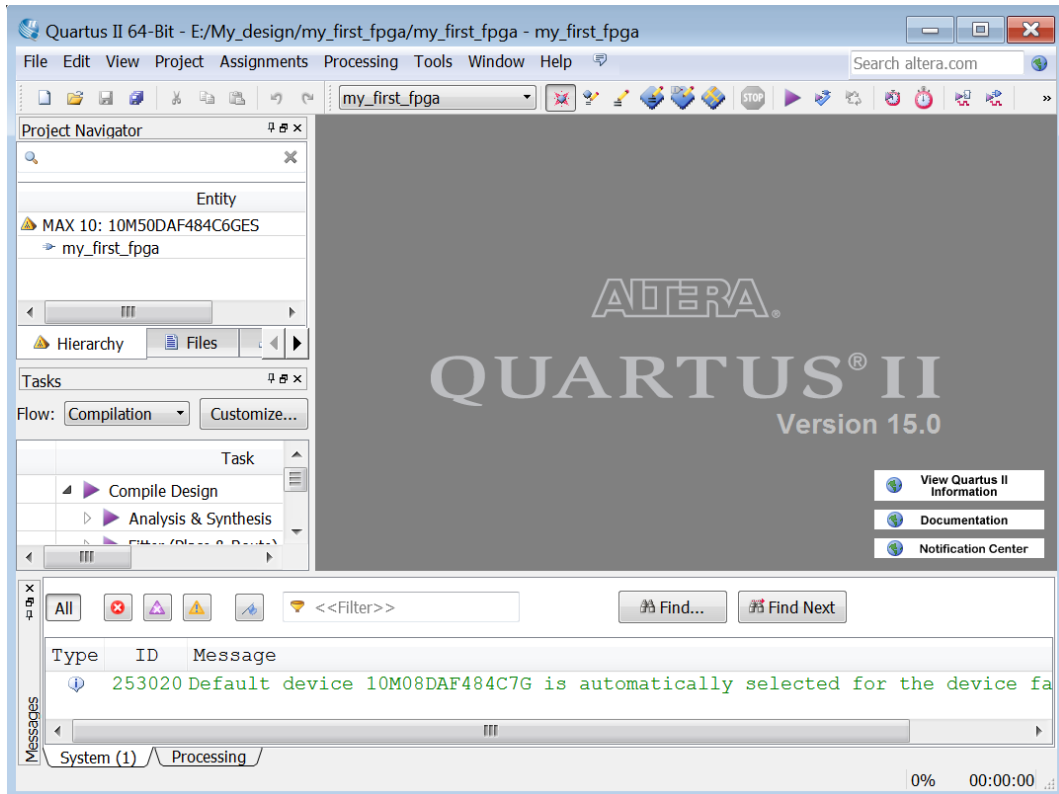 Quartus II 64-Bit - E:/My_design/my_first_fpga/my_first_fpga - my_first_fpga
File Edit View Project Assignments Processing Tools Window Help
Search altera.com
my_first_fpga
STOP
»
Project Navigator
Entity
MAX 10: 10M50DAF484C6GES
my_first_fpga
Hierarchy Files
Tasks
Flow: Compilation Customize...
Task
Compile Design
Analysis & Synthesis
Fitter (Place & Route)
ALTERA®
QUARTUS® II
Version 15.0
View Quartus II
Information
Documentation
Notification Center
All <<Filter>> Find... Find Next
Type ID Message
253020 Default device 10M08DAF484C7G is automatically selected for the device fa
Messages
System (1) Processing
0% 00:00:00